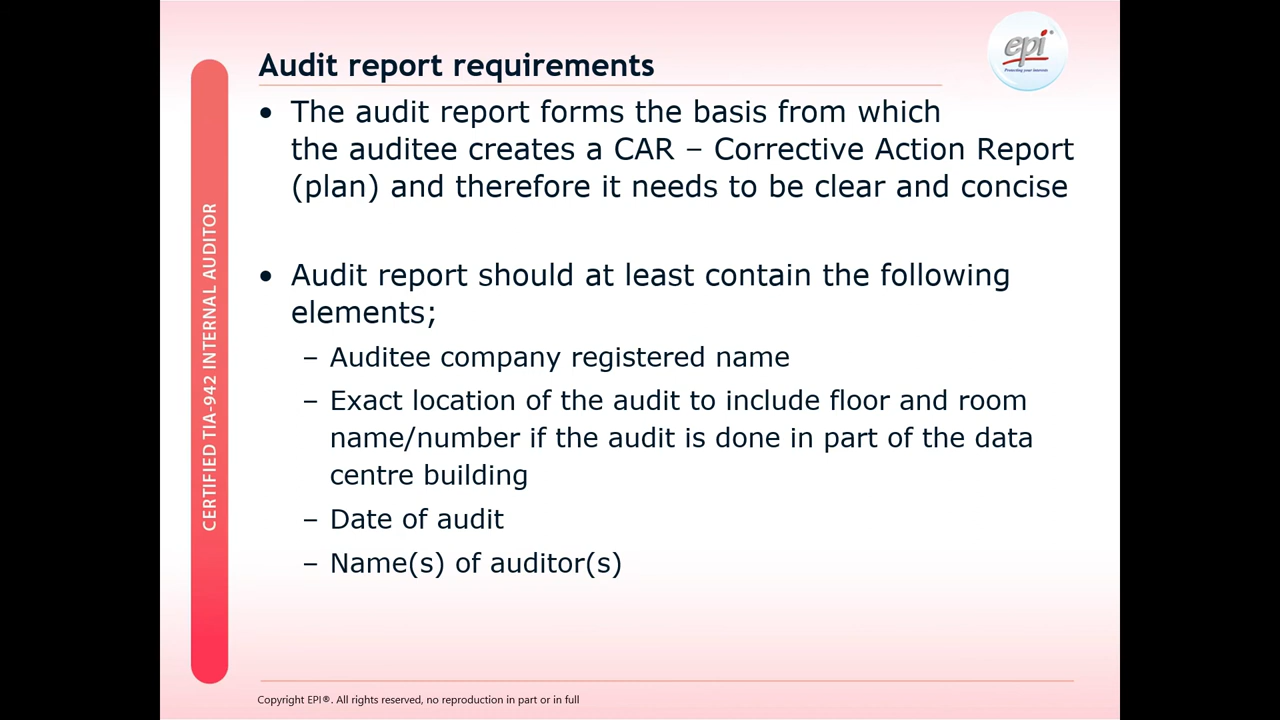 Audit report requirements
epi®
Protecting your interests
• The audit report forms the basis from which
the auditee creates a CAR – Corrective Action Report
(plan) and therefore it needs to be clear and concise
• Audit report should at least contain the following
elements;
– Auditee company registered name
– Exact location of the audit to include floor and room
name/number if the audit is done in part of the data
centre building
– Date of audit
– Name(s) of auditor(s)
CERTIFIED TIA-942 INTERNAL AUDITOR
Copyright EPI®. All rights reserved, no reproduction in part or in full